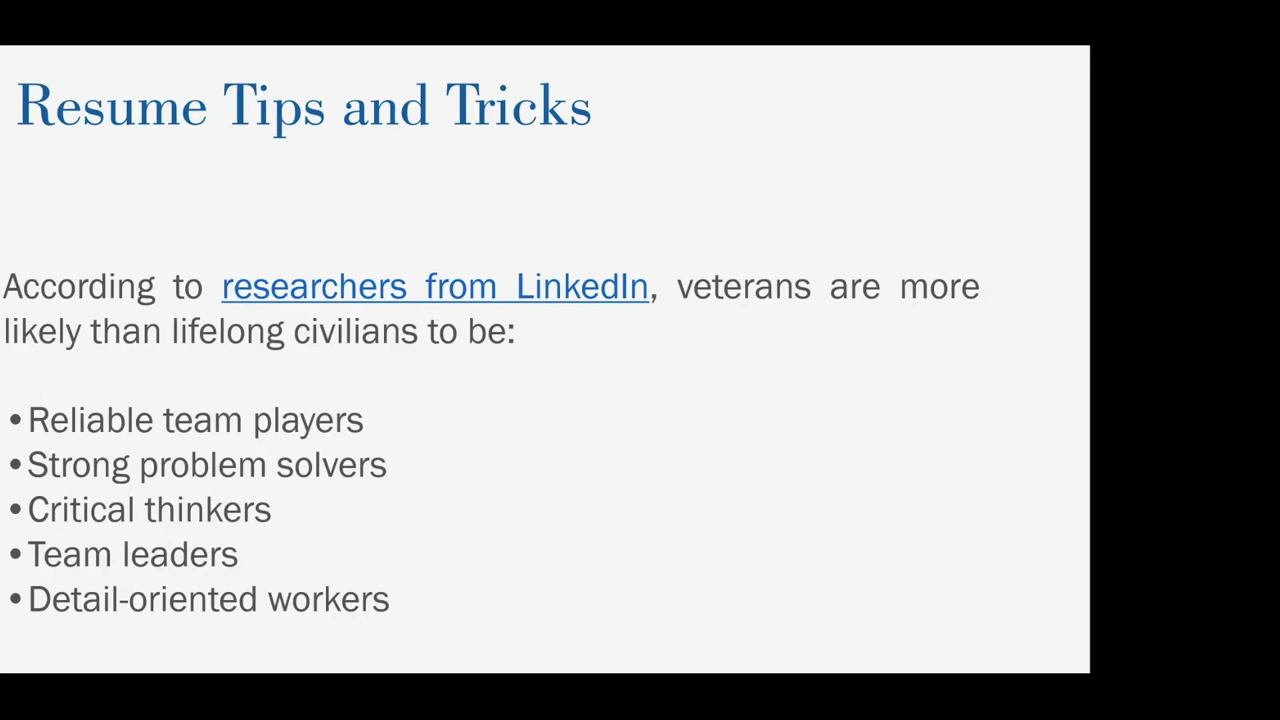 Resume Tips and Tricks
According to researchers from LinkedIn, veterans are more
likely than lifelong civilians to be:
•Reliable team players
•Strong problem solvers
•Critical thinkers
•Team leaders
•Detail-oriented workers